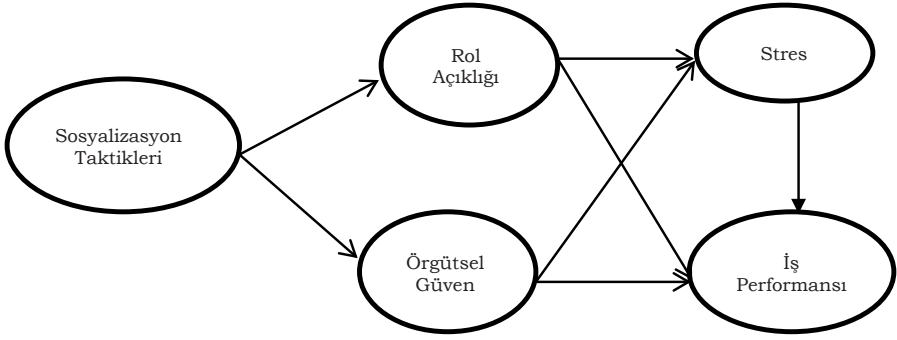 Rol
Açıklığı
Stres
Sosyalizasyon
Taktikleri
Örgütsel
Güven
İş
Performansı